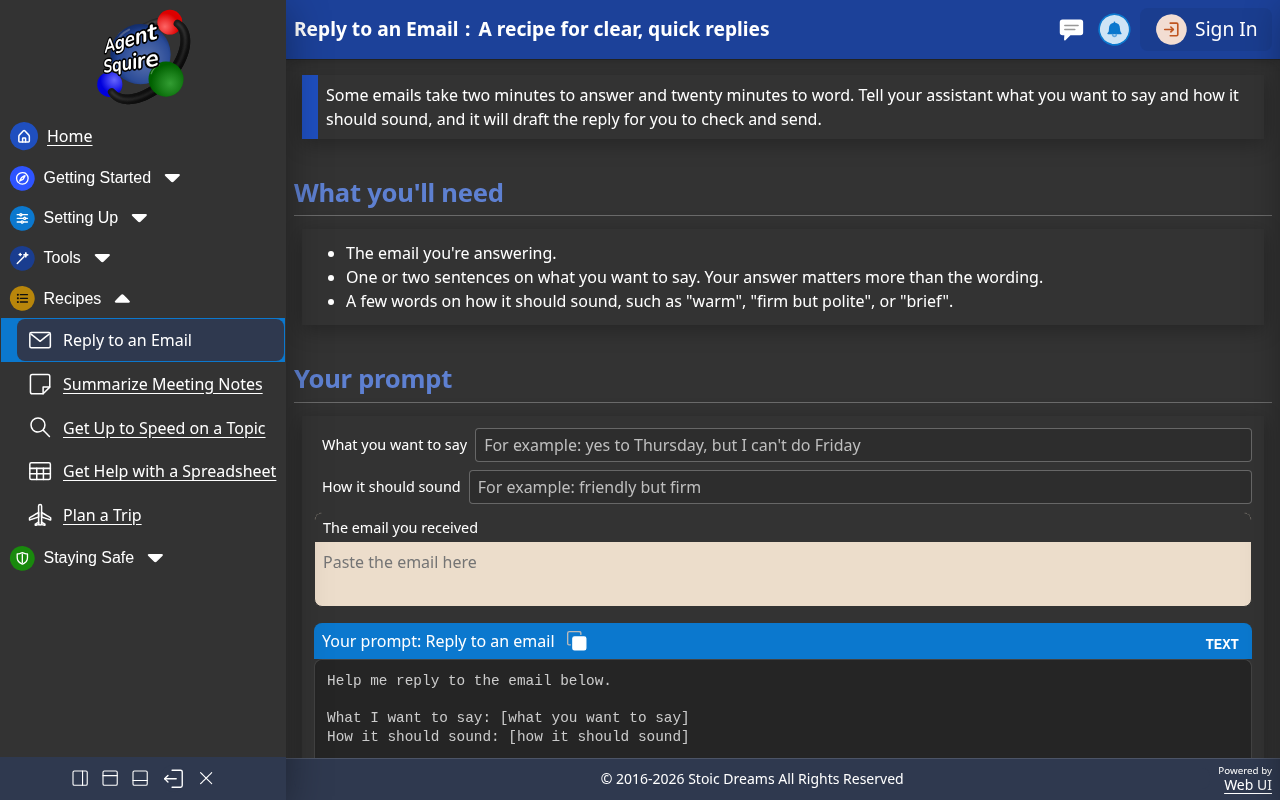 Agent
Squire
Home
Getting Started
Setting Up
Tools
Recipes
Reply to an Email
Summarize Meeting Notes
Get Up to Speed on a Topic
Get Help with a Spreadsheet
Plan a Trip
Staying Safe
Reply to an Email : A recipe for clear, quick replies
Sign In
Some emails take two minutes to answer and twenty minutes to word. Tell your assistant what you want to say and how it
should sound, and it will draft the reply for you to check and send.
What you'll need
• The email you're answering.
• One or two sentences on what you want to say. Your answer matters more than the wording.
• A few words on how it should sound, such as "warm", "firm but polite", or "brief".
Your prompt
What you want to say For example: yes to Thursday, but I can't do Friday
How it should sound For example: friendly but firm
The email you received
Paste the email here
Your prompt: Reply to an email TEXT
Help me reply to the email below.
What I want to say: [what you want to say]
How it should sound: [how it should sound]
© 2016-2026 Stoic Dreams All Rights Reserved
Powered by
Web UI